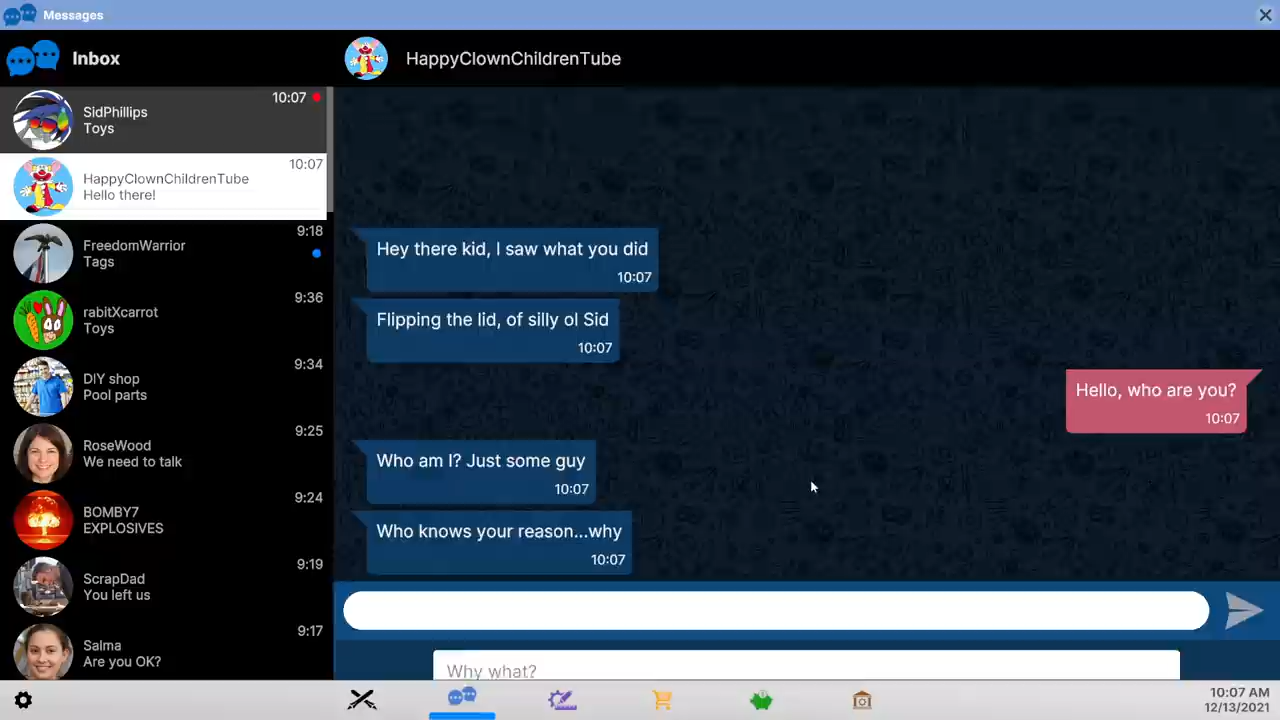 Messages
Inbox
HappyClownChildrenTube
10:07
SidPhillips
Toys
10:07
HappyClownChildrenTube
Hello there!
9:18
FreedomWarrior
Tags
9:36
rabitXcarrot
Toys
9:34
DIY shop
Pool parts
9:25
RoseWood
We need to talk
9:24
BOMBY7
EXPLOSIVES
9:19
ScrapDad
You left us
9:17
Salma
Are you OK?
Hey there kid, I saw what you did
10:07
Flipping the lid, of silly ol Sid
10:07
Hello, who are you?
10:07
Who am I? Just some guy
10:07
Who knows your reason...why
10:07
Why what?
10:07 AM
12/13/2021